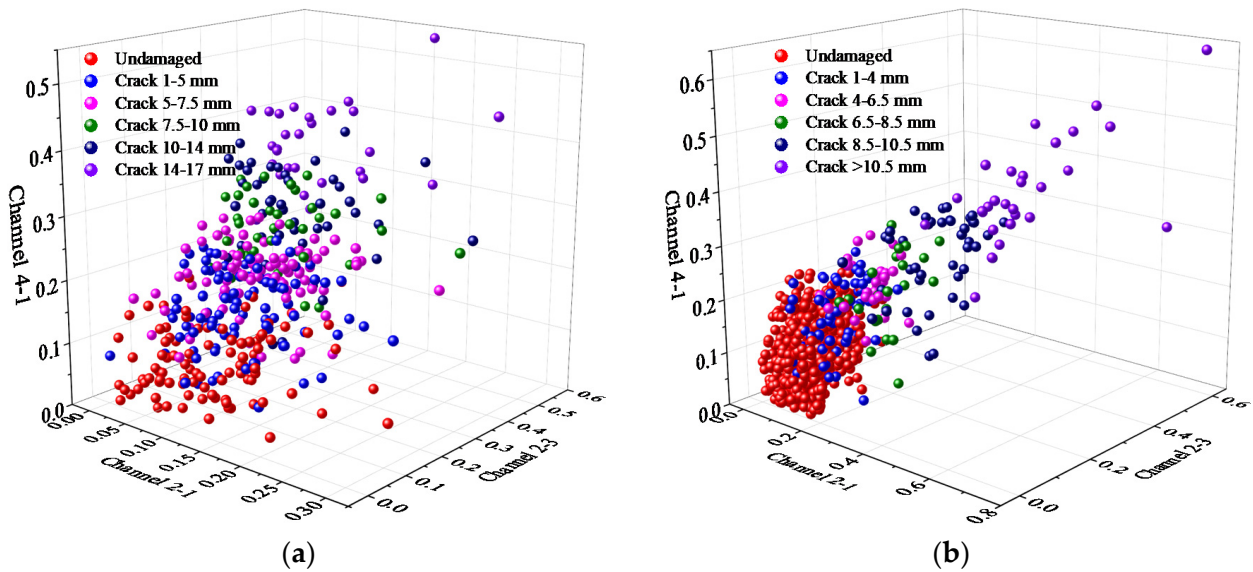 Undamaged
Crack 1-5 mm
Crack 5-7.5 mm
Crack 7.5-10 mm
Crack 10-14 mm
Crack 14-17 mm
Channel 4-1
0.5
0.4
0.3
0.2
0.1
0.0
0.00
0.05
0.10
0.15
0.20
0.25
0.30
Channel 2-1
0.0
0.1
0.2
0.3
0.4
0.5
0.6
Channel 2-3
(a)
Undamaged
Crack 1-4 mm
Crack 4-6.5 mm
Crack 6.5-8.5 mm
Crack 8.5-10.5 mm
Crack >10.5 mm
Channel 4-1
0.6
0.5
0.4
0.3
0.2
0.1
0.0
0.0
0.2
0.4
0.6
0.8
Channel 2-1
0.0
0.2
0.4
0.6
Channel 2-3
(b)